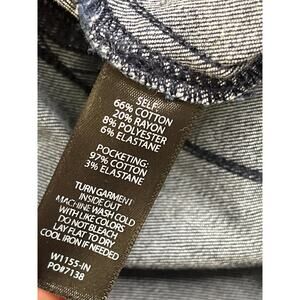 SELF:
66% COTTON
20% RAYON
8% POLYESTER
6% ELASTANE
POCKETING:
97% COTTON
3% ELASTANE
TURN GARMENT
INSIDE OUT
MACHINE WASH COLD
WITH LIKE COLORS
DO NOT BLEACH
LAY FLAT TO DRY
COOL IRON IF NEEDED
W1155-IN
PO#7138